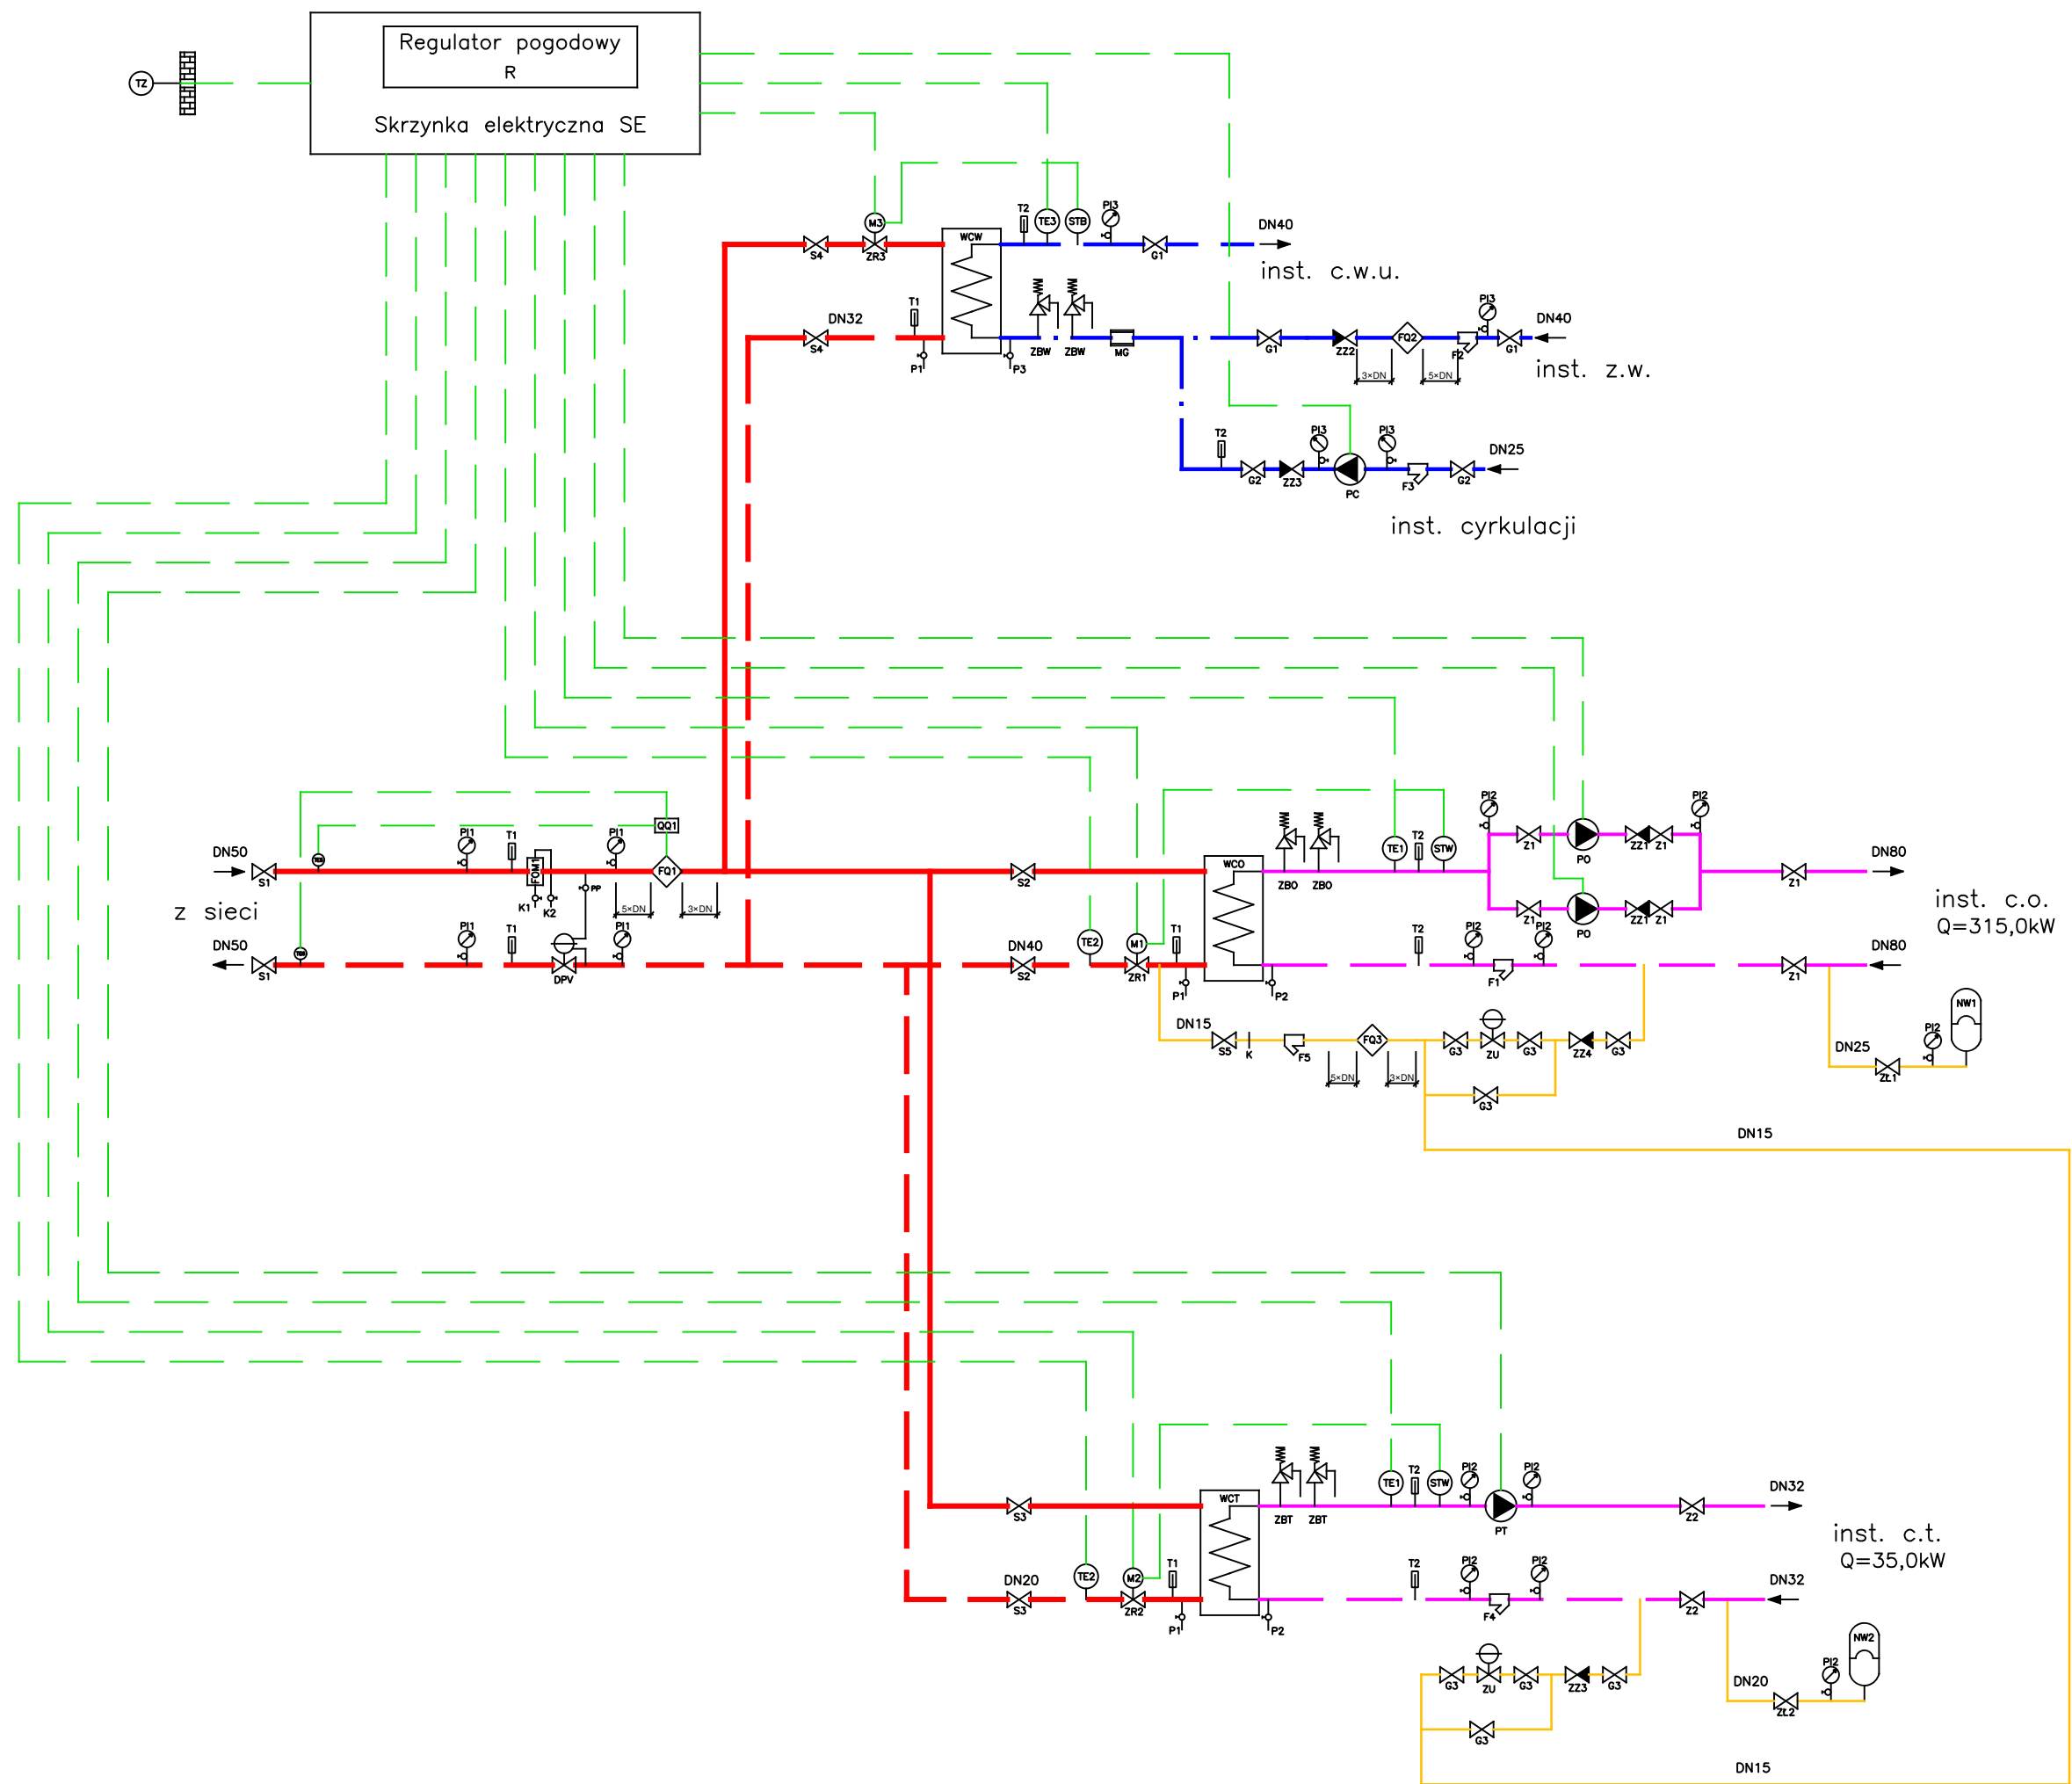 Regulator pogodowy
R
TZ
Skrzynka elektryczna SE
M3
T2
TE3
STB
PI3
DN40
S4
ZR3
WCW
G1
inst. c.w.u.
DN32
T1
PI3
DN40
S4
P1
P3
ZBW
ZBW
MG
G1
ZZ2
FQ2
F2
G1
3×DN
5×DN
inst. z.w.
T2
PI3
PI3
DN25
G2
ZZ3
PC
F3
G2
inst. cyrkulacji
PI2
PI2
QQ1
DN50
PI1
T1
PI1
TE1
T2
STW
Z1
PO
ZZ1
Z1
DN80
S1
FOM1
FQ1
S2
WCO
ZBO
ZBO
Z1
K1
K2
PP
5×DN
3×DN
z sieci
inst. c.o.
Q=315,0kW
Z1
PO
ZZ1
Z1
DN50
PI1
T1
PI1
DN40
TE2
M1
T1
T2
PI2
PI2
DN80
S1
DPV
S2
ZR1
P1
P2
F1
Z1
NW1
DN15
S5
K
F5
FQ3
G3
ZU
G3
ZZ4
G3
DN25
PI2
ZŁ1
5×DN
3×DN
G3
DN15
TE1
T2
STW
PI2
PI2
DN32
S3
WCT
ZBT
ZBT
PT
Z2
inst. c.t.
Q=35,0kW
DN20
TE2
M2
T1
T2
PI2
PI2
DN32
S3
ZR2
P1
P2
F4
Z2
NW2
G3
ZU
G3
ZZ3
G3
DN20
PI2
ZŁ2
G3
DN15